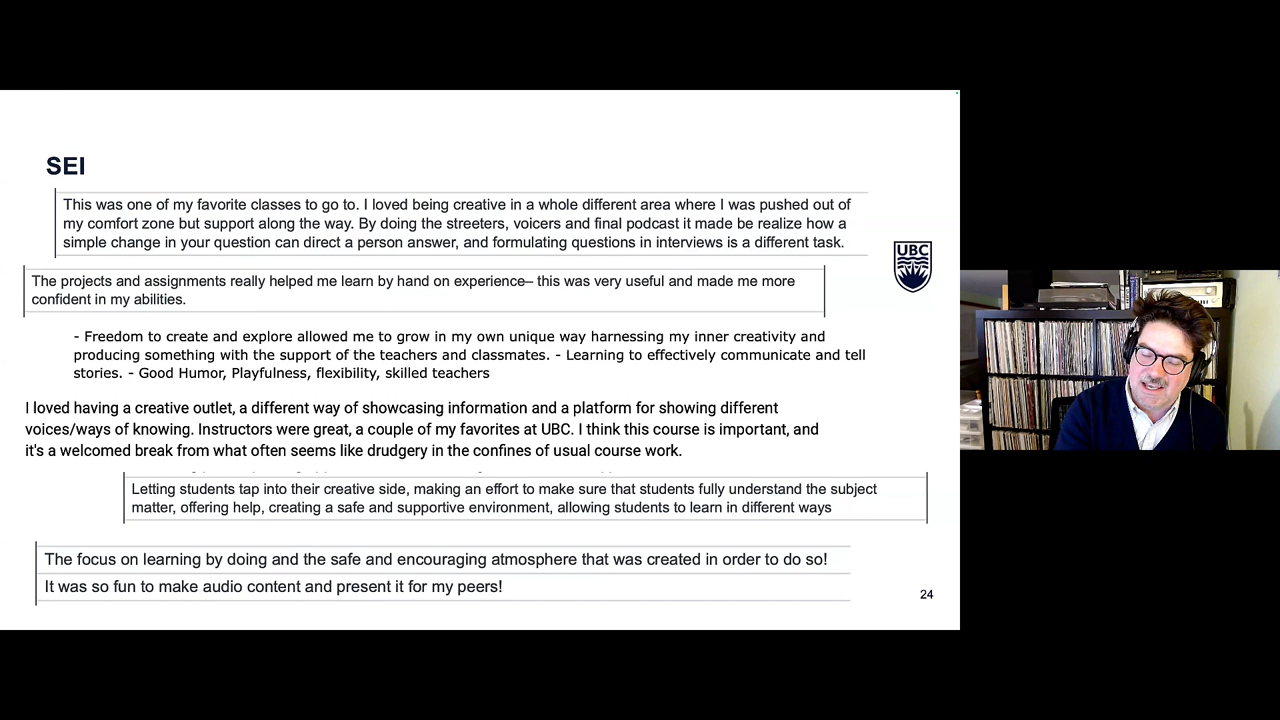 SEI
This was one of my favorite classes to go to. I loved being creative in a whole different area where I was pushed out of
my comfort zone but support along the way. By doing the streeters, voicers and final podcast it made be realize how a
simple change in your question can direct a person answer, and formulating questions in interviews is a different task.
UBC
The projects and assignments really helped me learn by hand on experience– this was very useful and made me more
confident in my abilities.
- Freedom to create and explore allowed me to grow in my own unique way harnessing my inner creativity and
producing something with the support of the teachers and classmates. - Learning to effectively communicate and tell
stories. - Good Humor, Playfulness, flexibility, skilled teachers
I loved having a creative outlet, a different way of showcasing information and a platform for showing different
voices/ways of knowing. Instructors were great, a couple of my favorites at UBC. I think this course is important, and
it's a welcomed break from what often seems like drudgery in the confines of usual course work.
Letting students tap into their creative side, making an effort to make sure that students fully understand the subject
matter, offering help, creating a safe and supportive environment, allowing students to learn in different ways
The focus on learning by doing and the safe and encouraging atmosphere that was created in order to do so!
It was so fun to make audio content and present it for my peers!
24